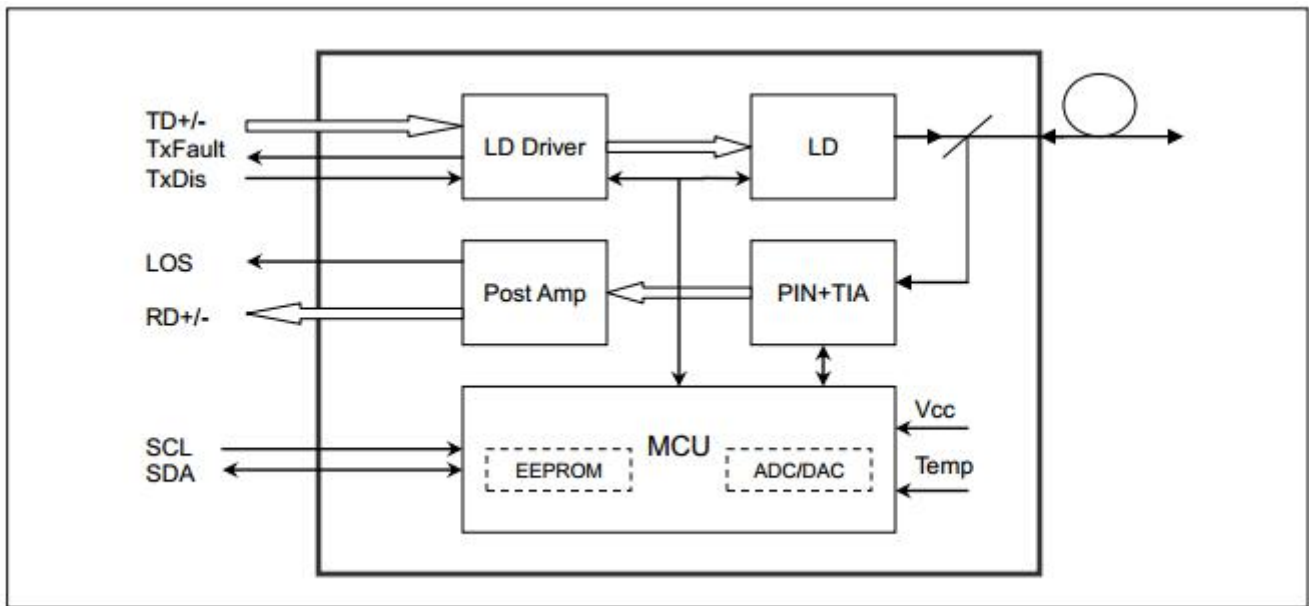 TD+/-
TxFault
TxDis
LD Driver
LD
LOS
RD+/-
Post Amp
PIN+TIA
SCL
SDA
MCU
EEPROM
ADC/DAC
Vcc
Temp